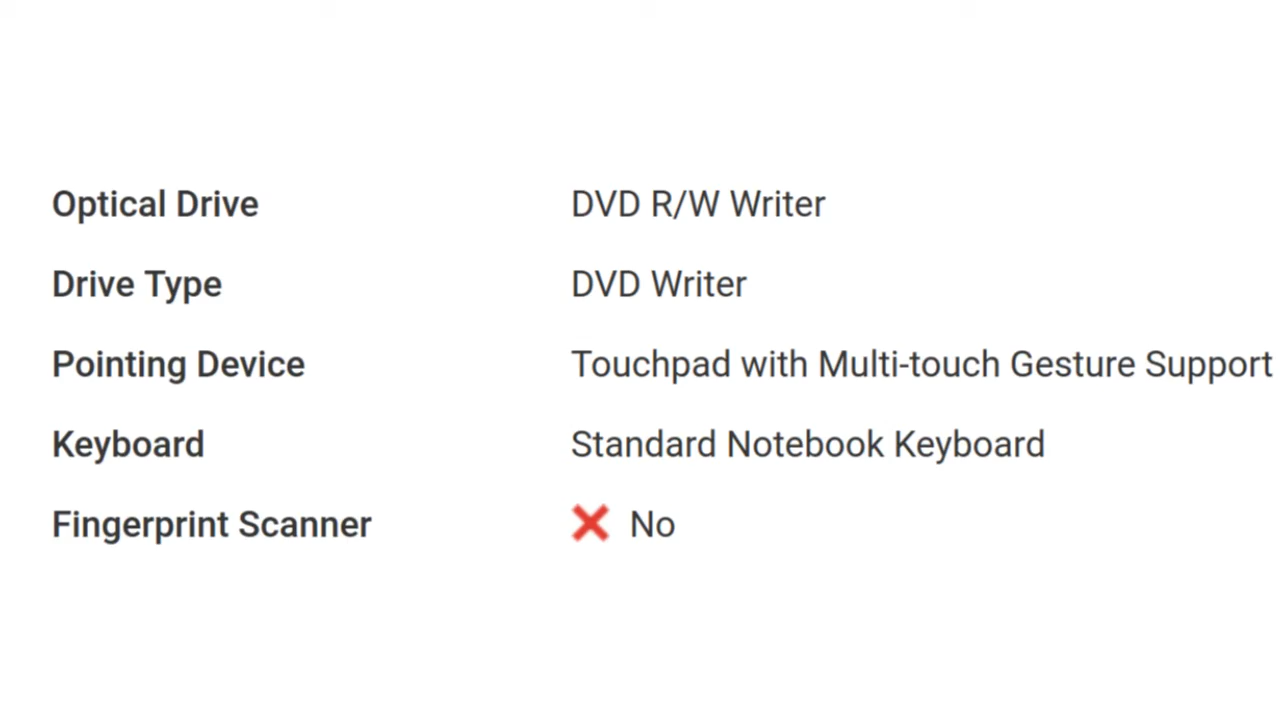 Optical Drive DVD R/W Writer
Drive Type DVD Writer
Pointing Device Touchpad with Multi-touch Gesture Support
Keyboard Standard Notebook Keyboard
Fingerprint Scanner ❌ No